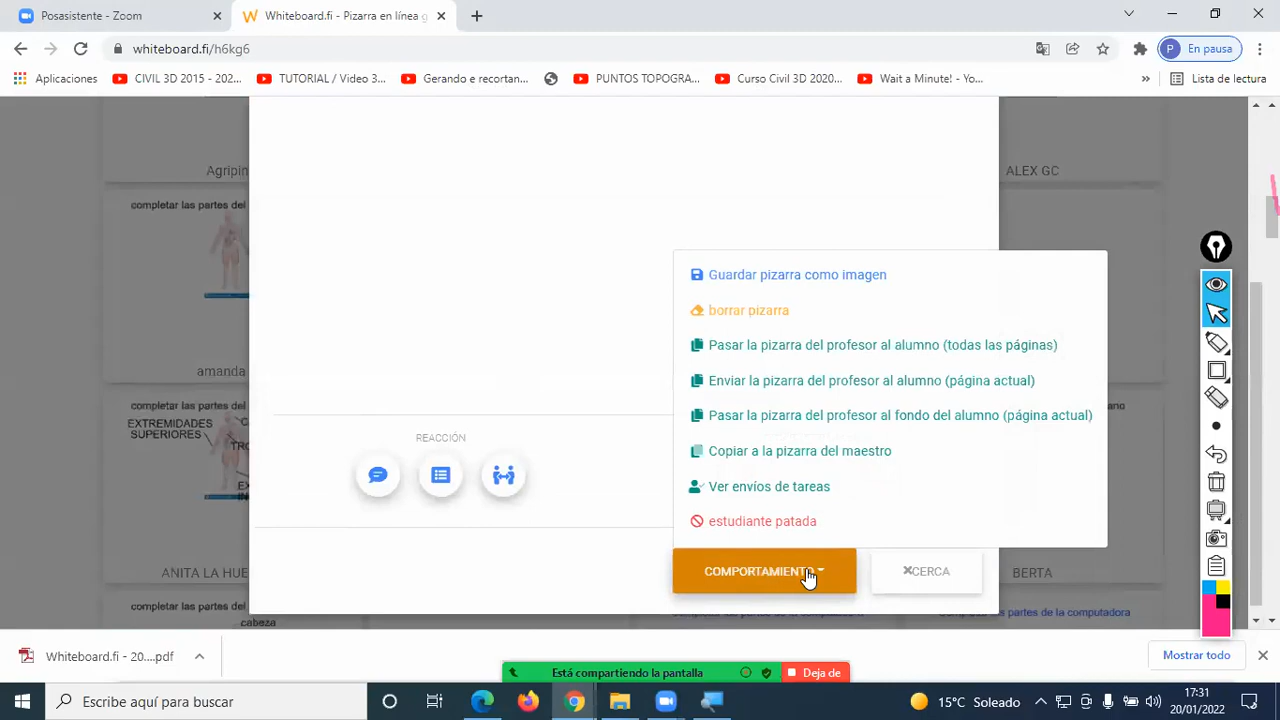 Posasistente - Zoom
Whiteboard.fi - Pizarra en línea g
whiteboard.fi/h6kg6
P
En pausa
Aplicaciones
CIVIL 3D 2015 - 202...
TUTORIAL / Video 3...
Gerando e recortan...
PUNTOS TOPOGRA...
Curso Civil 3D 2020...
Wait a Minute! - Yo...
»
Lista de lectura
Agripin
ALEX GC
completar las partes del
Guardar pizarra como imagen
borrar pizarra
Pasar la pizarra del profesor al alumno (todas las páginas)
amanda
Enviar la pizarra del profesor al alumno (página actual)
completar las partes del
Pasar la pizarra del profesor al fondo del alumno (página actual)
EXTREMIDADES
SUPERIORES
TRO
REACCIÓN
Copiar a la pizarra del maestro
Ver envíos de tareas
estudiante patada
ANITA LA HUE
COMPORTAMIENTO
CERCA
BERTA
completar las partes del
cabeza
partes de la computadora
Whiteboard.fi - 20....pdf
Mostrar todo
Está compartiendo la pantalla
Deja de
Escribe aquí para buscar
15°C Soleado
17:31
20/01/2022